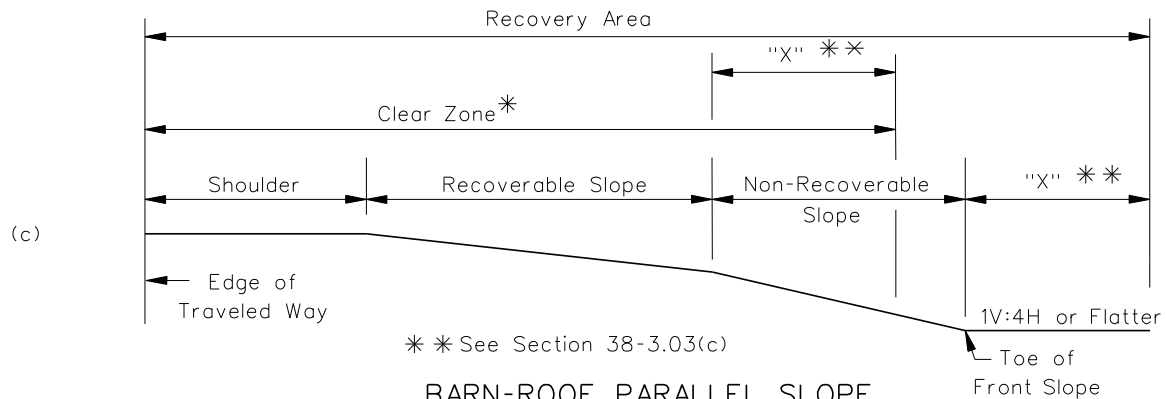 Recovery Area
"X" **
Clear Zone*
Shoulder
Recoverable Slope
Non-Recoverable
Slope
"X" **
(c)
Edge of
Traveled Way
1V:4H or Flatter
** See Section 38-3.03(c)
Toe of
Front Slope
BARN-ROOF PARALLEL SLOPE